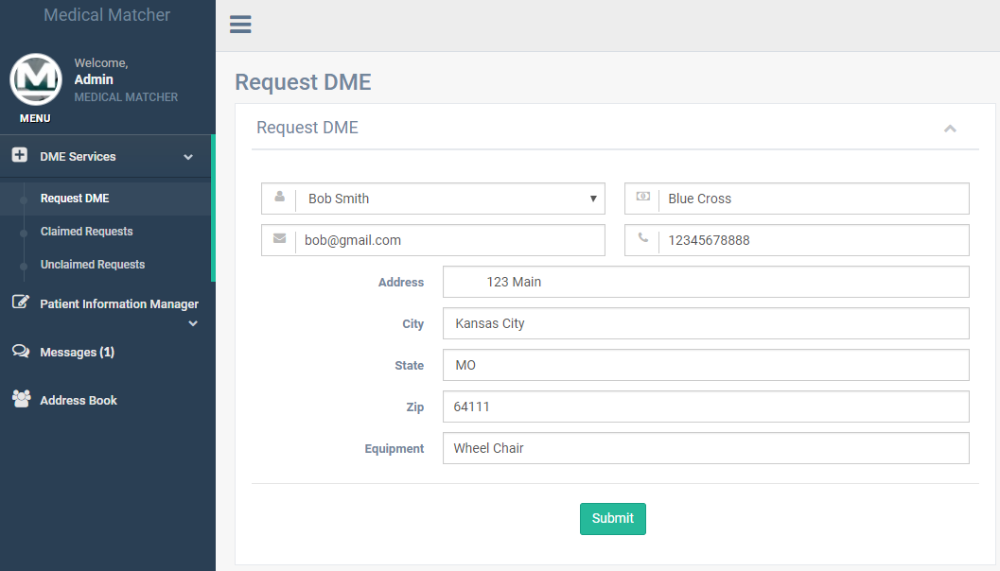 Medical Matcher
M
Welcome,
Admin
MEDICAL MATCHER
MENU
DME Services
Request DME
Claimed Requests
Unclaimed Requests
Patient Information Manager
Messages (1)
Address Book
Request DME
Request DME
Bob Smith
Blue Cross
bob@gmail.com
12345678888
Address 123 Main
City Kansas City
State MO
Zip 64111
Equipment Wheel Chair
Submit